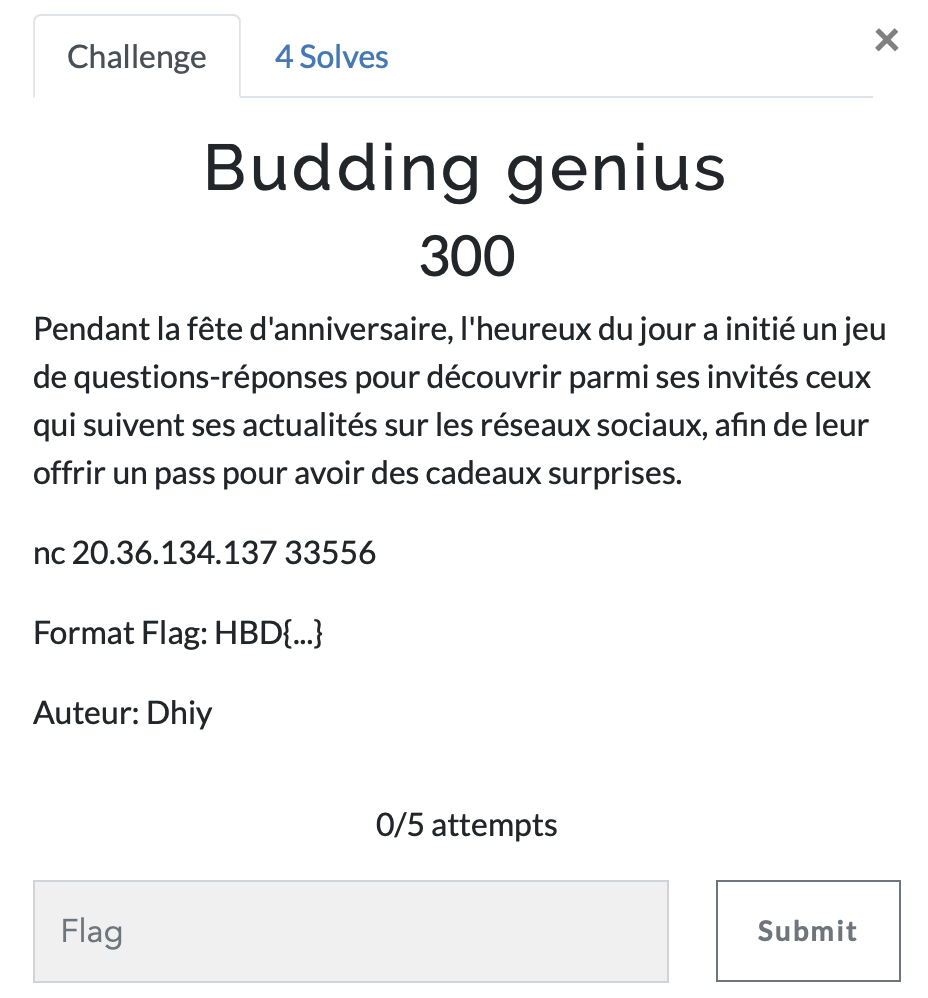 Challenge
4 Solves
×
Budding genius
300
Pendant la fête d'anniversaire, l'heureux du jour a initié un jeu
de questions-réponses pour découvrir parmi ses invités ceux
qui suivent ses actualités sur les réseaux sociaux, afin de leur
offrir un pass pour avoir des cadeaux surprises.
nc 20.36.134.137 33556
Format Flag: HBD{...}
Auteur: Dhiy
0/5 attempts
Flag
Submit